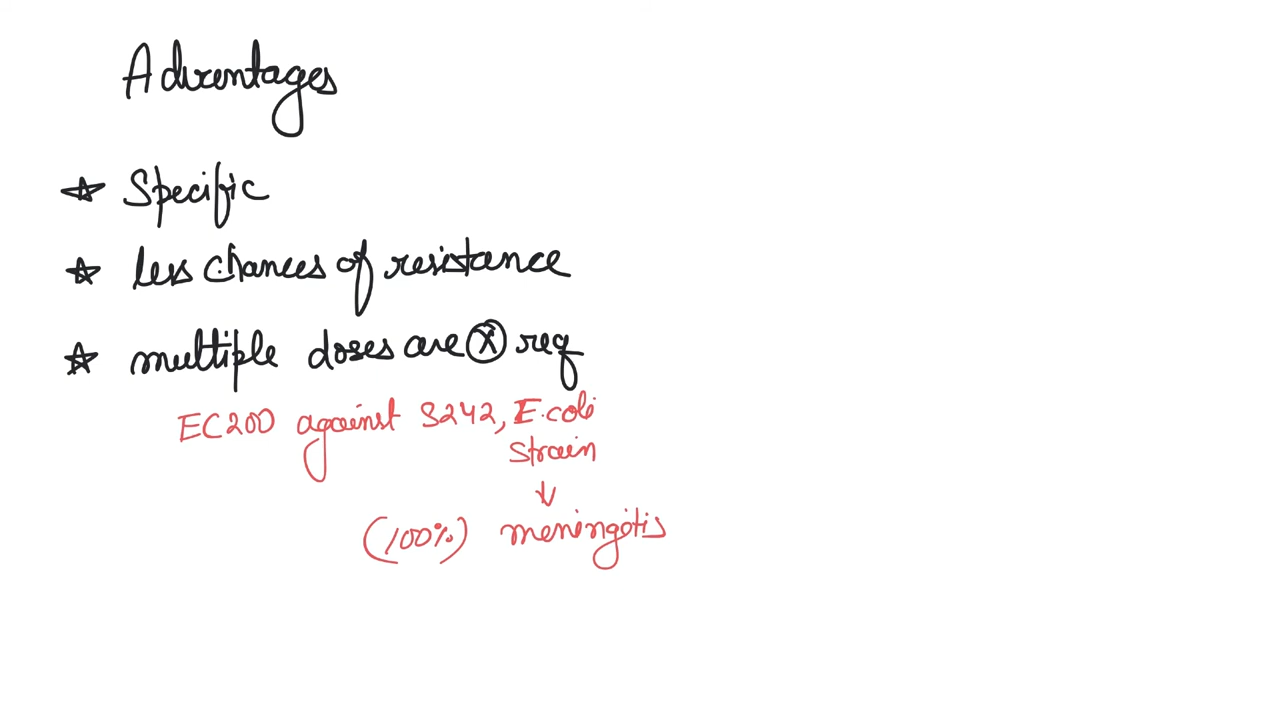 Advantages
☆ Specific
☆ less chances of resistance
☆ multiple doses are ⓧ req
EC200 against S242, E.coli
strain
↓
(100%) meningitis